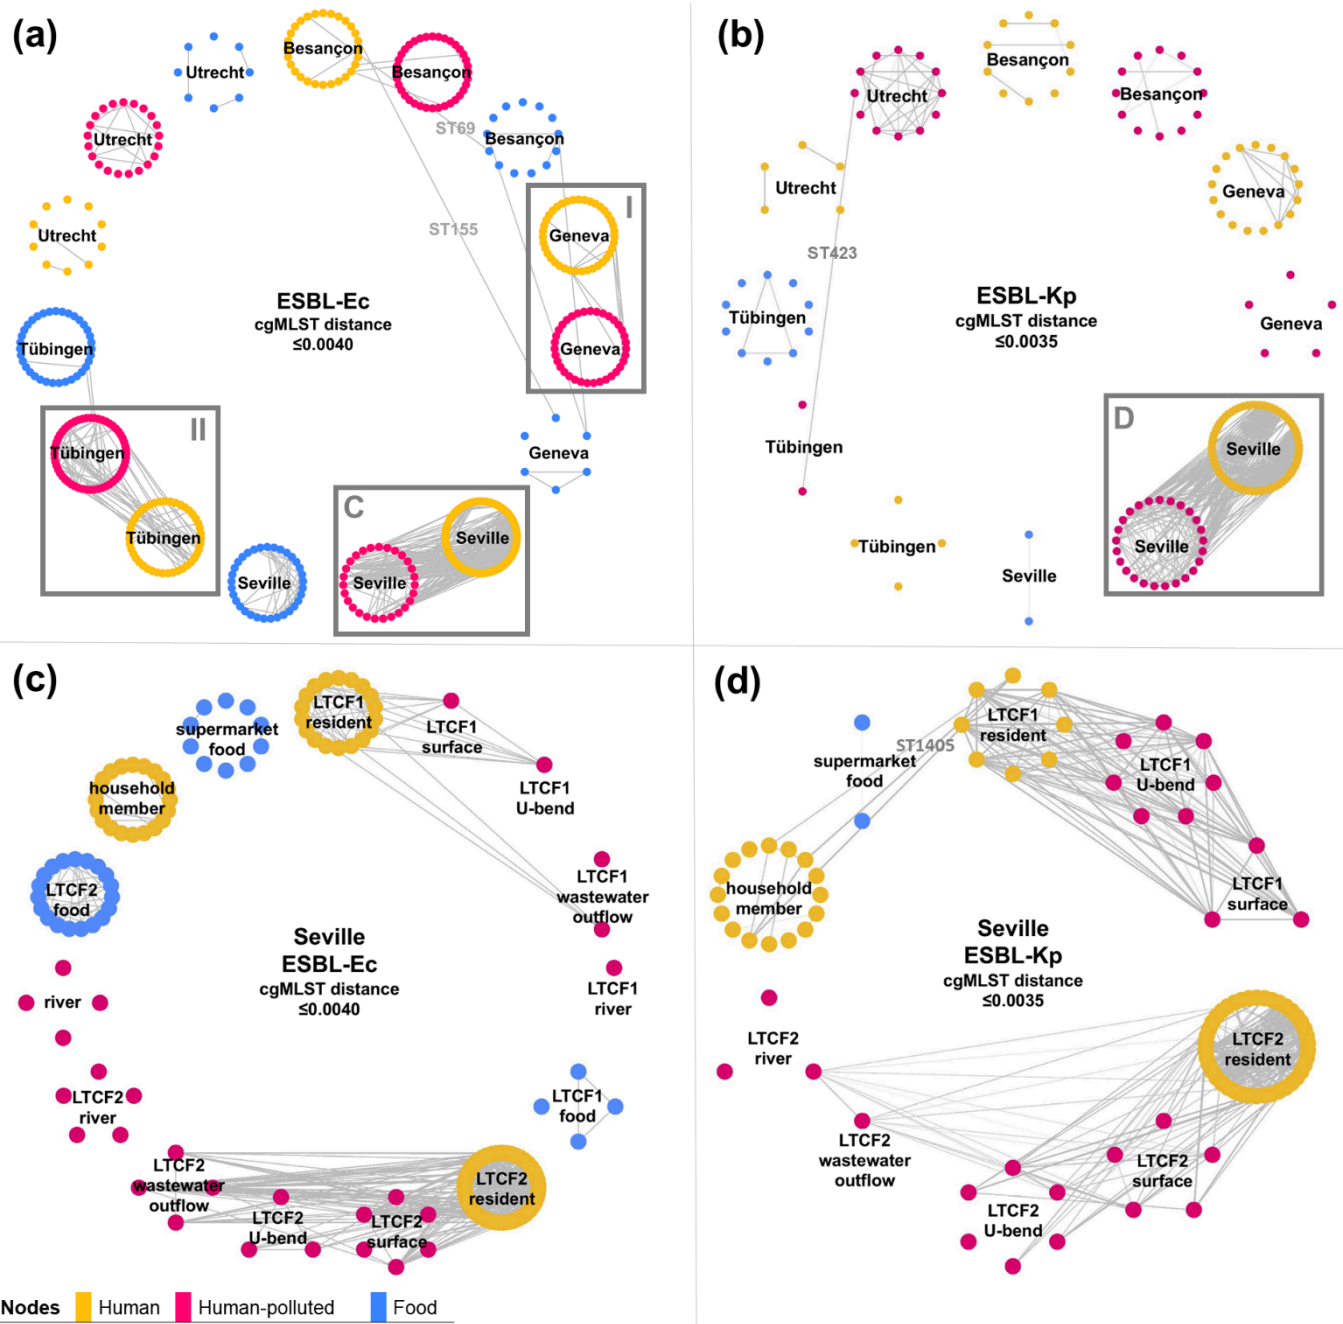 (a)
Besançon
Utrecht
Besançon
ST69
Besançon
Utrecht
I
Geneva
ST155
Utrecht
ESBL-Ec
cgMLST distance
≤0.0040
Tübingen
Geneva
II
Tübingen
Geneva
C
Tübingen
Seville
Seville
Seville
(b)
Besançon
Utrecht
Besançon
Utrecht
Geneva
ST423
ESBL-Kp
cgMLST distance
≤0.0035
Tübingen
Geneva
D
Tübingen
Seville
Tübingen
Seville
Seville
(c)
LTCF1
resident
supermarket
food
LTCF1
surface
household
member
LTCF1
U-bend
LTCF2
food
LTCF1
wastewater
outflow
Seville
ESBL-Ec
cgMLST distance
≤0.0040
river
LTCF1
river
LTCF2
river
LTCF1
food
LTCF2
wastewater
outflow
LTCF2
resident
LTCF2
U-bend
LTCF2
surface
Nodes Human Human-polluted Food
(d)
LTCF1
resident
ST1405
supermarket
food
LTCF1
U-bend
household
member
LTCF1
surface
Seville
ESBL-Kp
cgMLST distance
≤0.0035
LTCF2
river
LTCF2
resident
LTCF2
wastewater
outflow
LTCF2
surface
LTCF2
U-bend